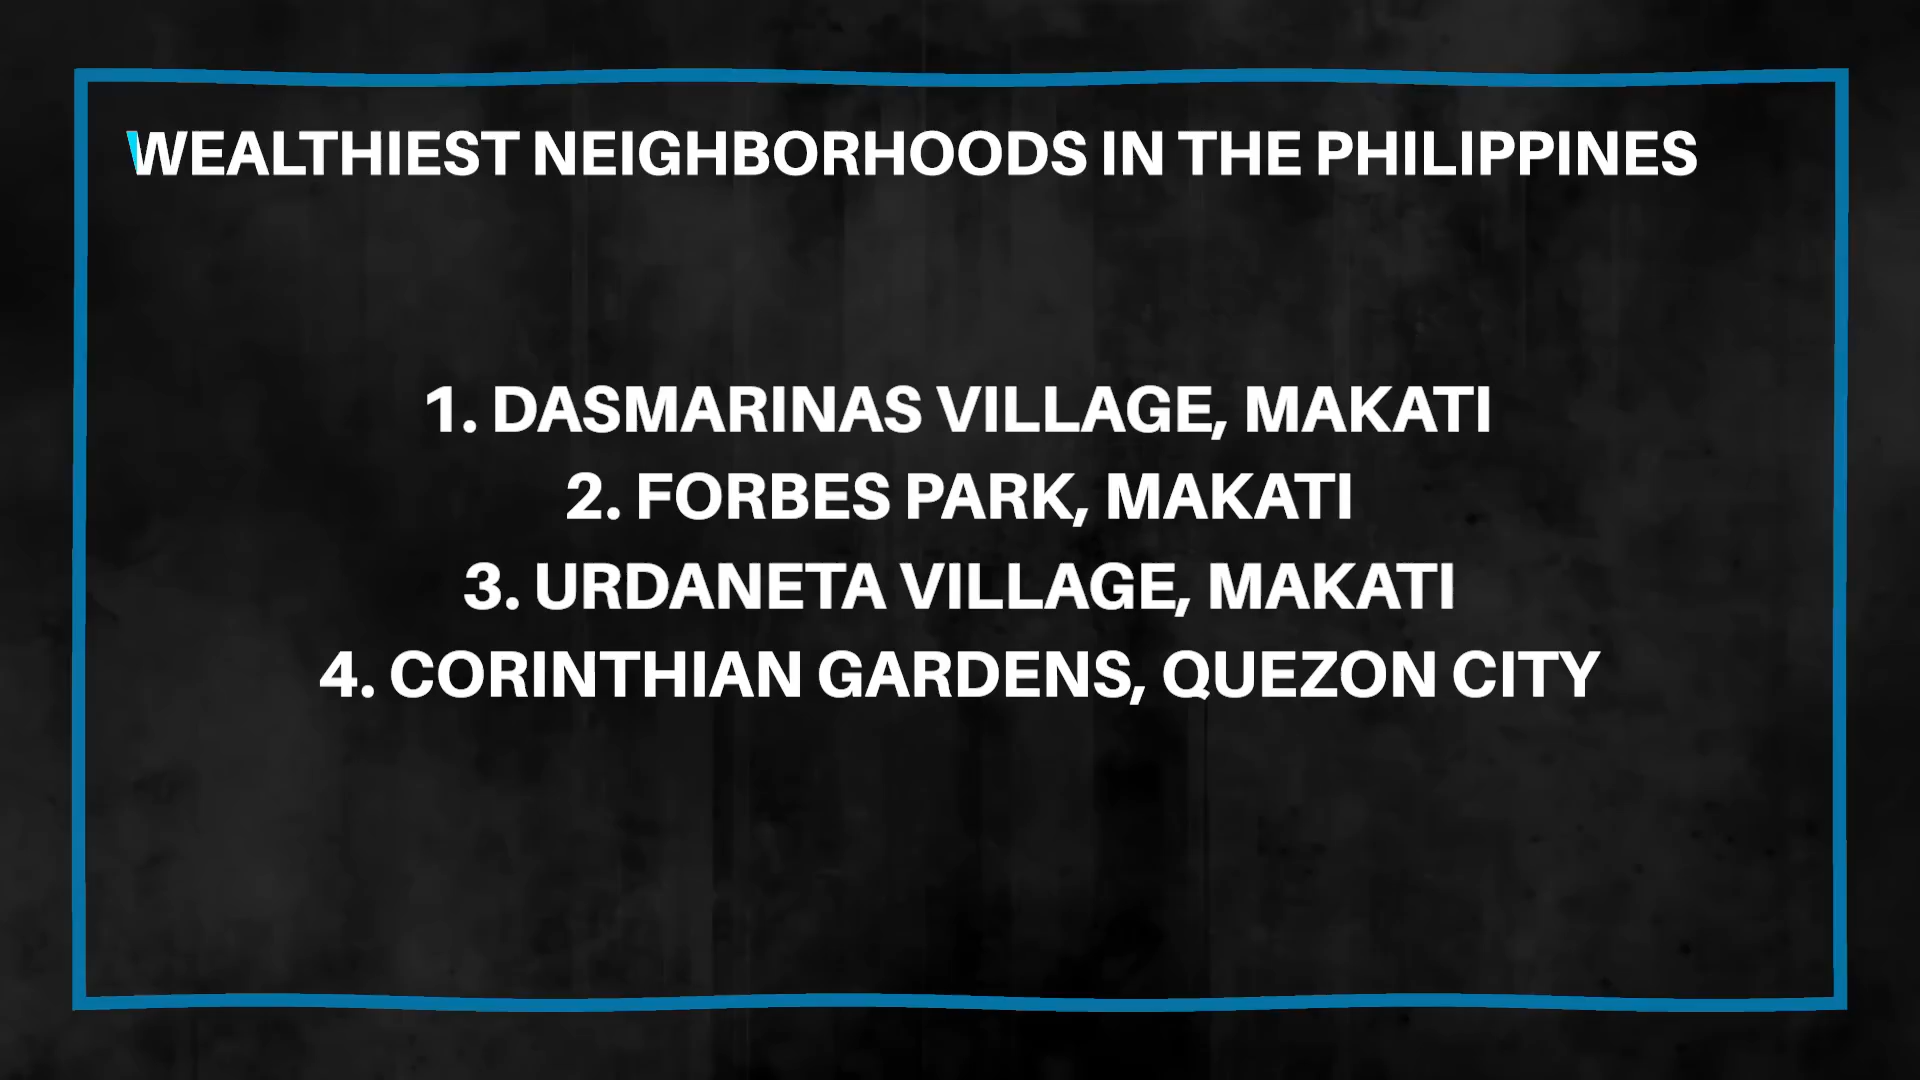 WEALTHIEST NEIGHBORHOODS IN THE PHILIPPINES
1. DASMARINAS VILLAGE, MAKATI
2. FORBES PARK, MAKATI
3. URDANETA VILLAGE, MAKATI
4. CORINTHIAN GARDENS, QUEZON CITY